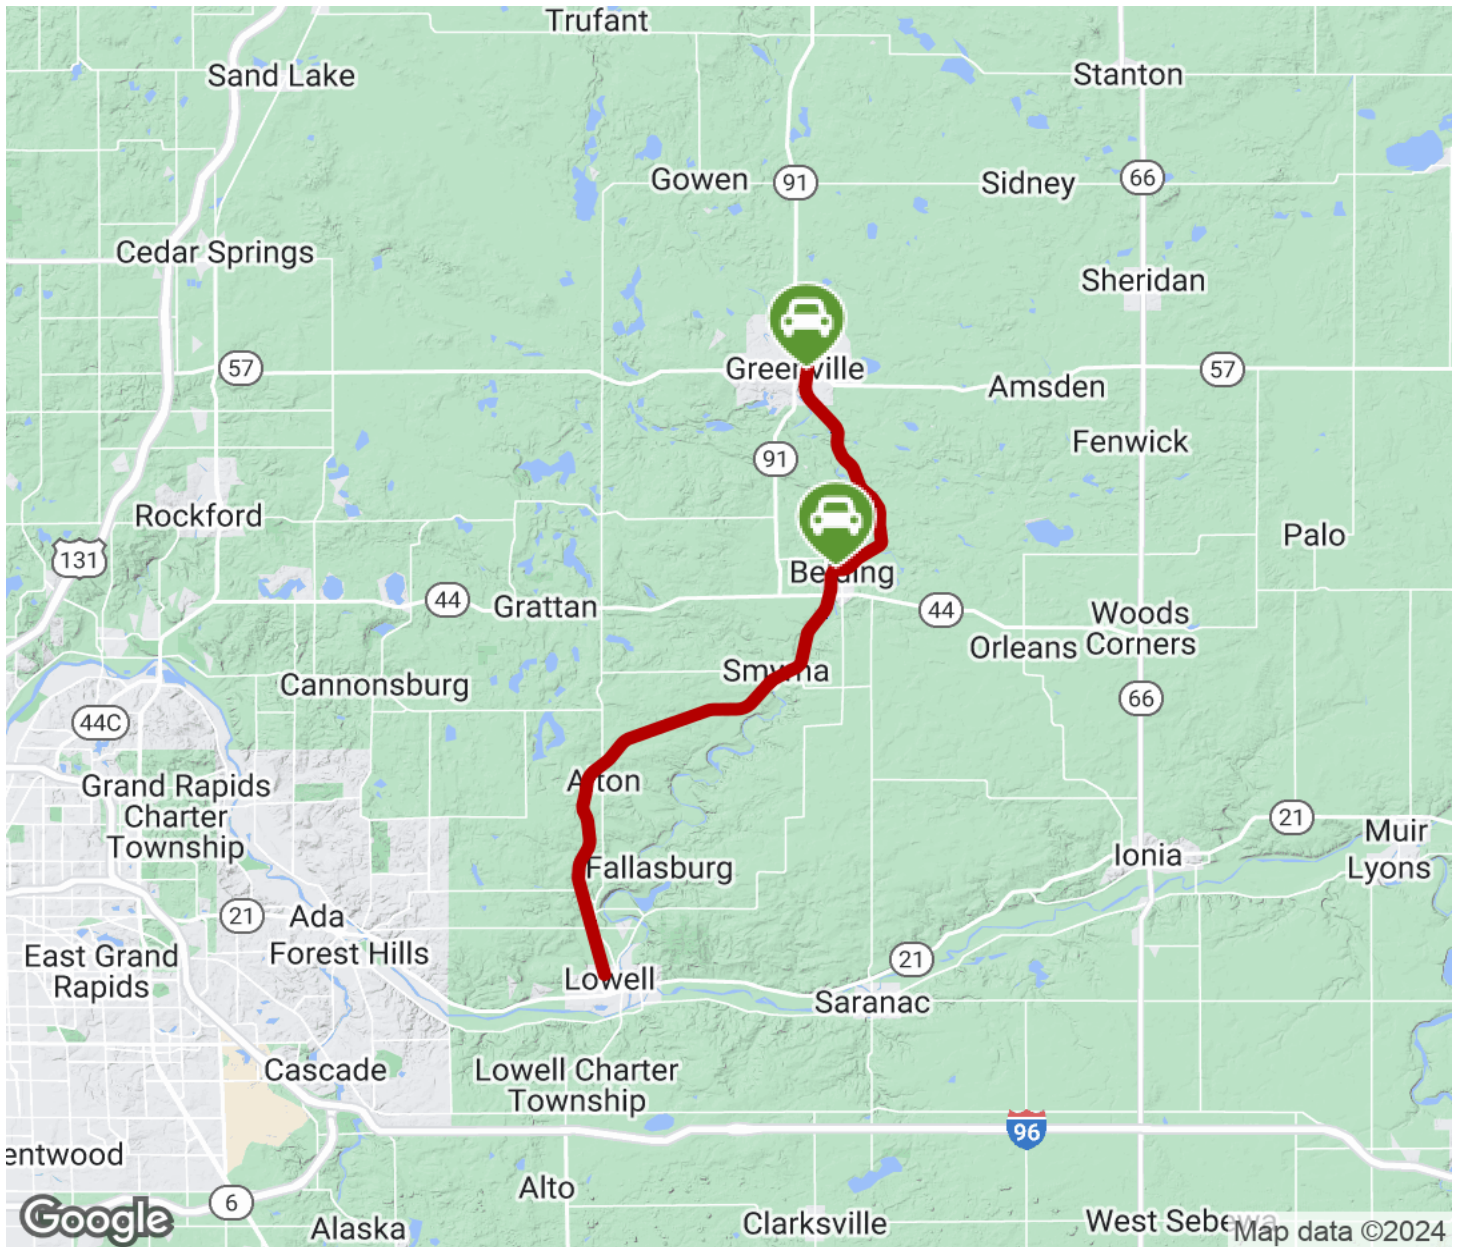 Trufant
Sand Lake
Stanton
Gowen
91
Sidney
66
Cedar Springs
Sheridan
57
Greenville
Amsden
57
91
Fenwick
Rockford
131
Palo
Belding
44
Grattan
44
Woods
Corners
Orleans
Smyrna
Cannonsburg
66
44C
Grand Rapids
Charter
Township
Alton
21
Muir
Ionia
Lyons
Fallasburg
21
Ada
East Grand
Rapids
Forest Hills
21
Lowell
Saranac
Cascade
Lowell Charter
Township
96
entwood
6
Alto
Google
Alaska
Clarksville
West Sebewa
Map data ©2024